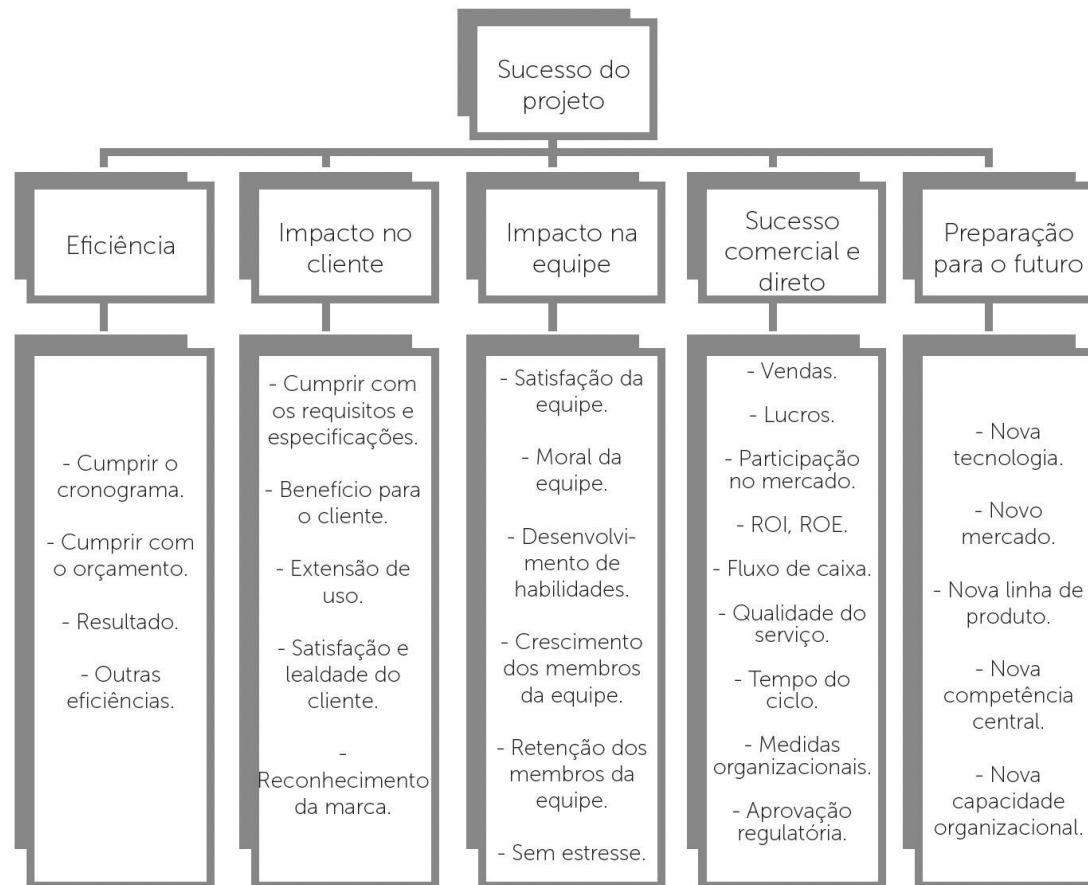 Sucesso do
projeto
Eficiência
Impacto no
cliente
Impacto na
equipe
Sucesso
comercial e
direto
Preparação
para o futuro
- Cumprir o
cronograma.
- Cumprir com
o orçamento.
- Resultado.
- Outras
eficiências.
- Cumprir com
os requisitos e
especificações.
- Benefício para
o cliente.
- Extensão de
uso.
- Satisfação e
lealdade do
cliente.
-
Reconhecimento
da marca.
- Satisfação da
equipe.
- Moral da
equipe.
- Desenvolvi-
mento de
habilidades.
- Crescimento
dos membros
da equipe.
- Retenção dos
membros da
equipe.
- Sem estresse.
- Vendas.
- Lucros.
- Participação
no mercado.
- ROI, ROE.
- Fluxo de caixa.
- Qualidade do
serviço.
- Tempo do
ciclo.
- Medidas
organizacionais.
- Aprovação
regulatória.
- Nova
tecnologia.
- Novo
mercado.
- Nova linha de
produto.
- Nova
competência
central.
- Nova
capacidade
organizacional.